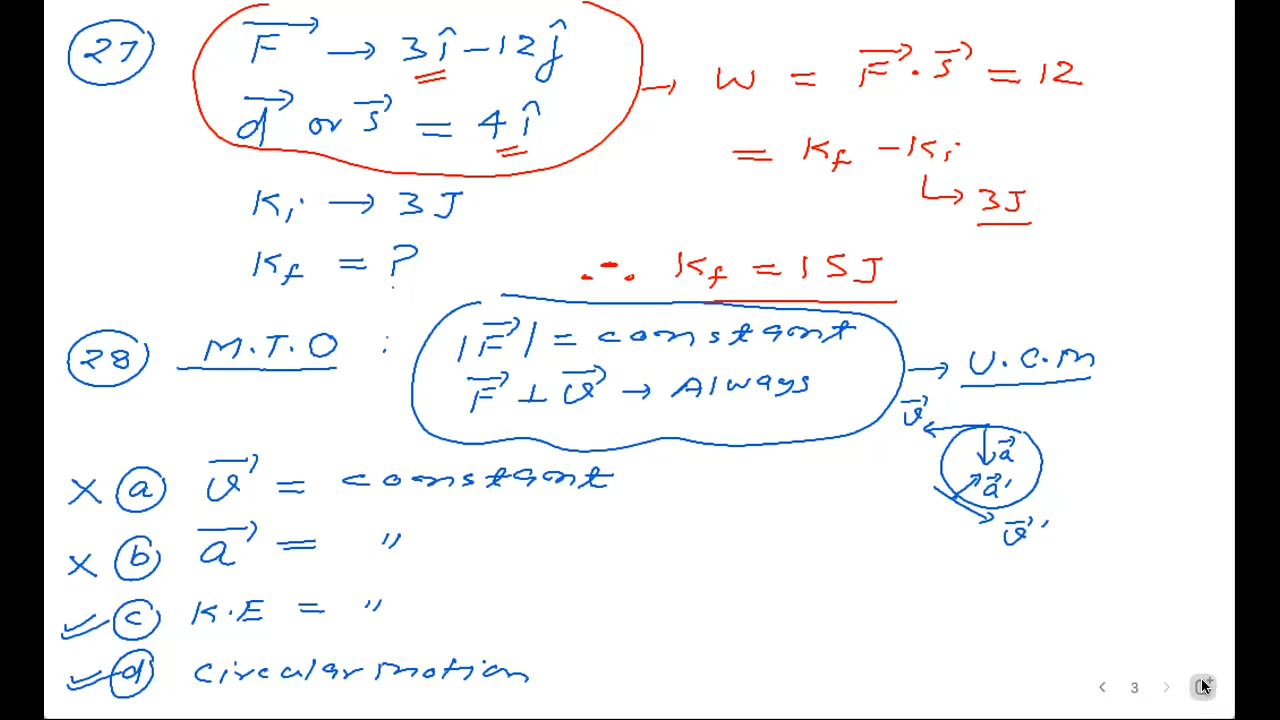 27 F → 3î - 12ĵ
d or s = 4î
→ W = F · s = 12
= Kf - Ki
↳ 3J
Ki → 3J
Kf = ?
∴ Kf = 15J
28 M.T.O : |F| = constant
F ⊥ v → Always
→ U.C.M
v
a
a'
v'
× a v = constant
× b a = "
✓ c K.E = "
✓ d circular motion
3